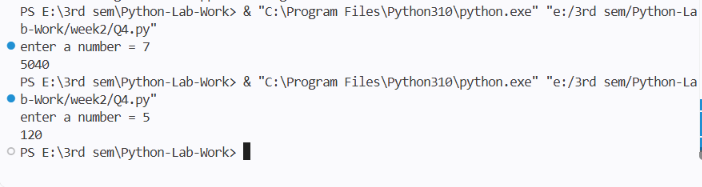 PS E:\3rd sem\Python-Lab-Work> & "C:\Program Files\Python310\python.exe" "e:/3rd sem/Python-La
b-Work/week2/Q4.py"
enter a number = 7
5040
PS E:\3rd sem\Python-Lab-Work> & "C:\Program Files\Python310\python.exe" "e:/3rd sem/Python-La
b-Work/week2/Q4.py"
enter a number = 5
120
PS E:\3rd sem\Python-Lab-Work>